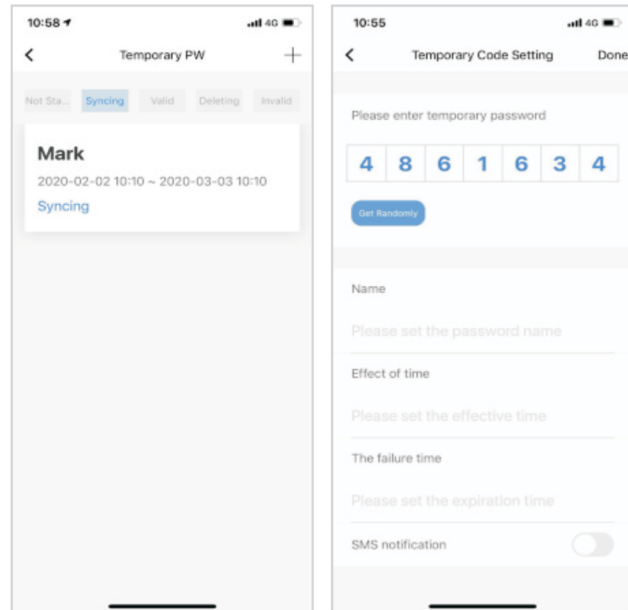 10:58
4G
Temporary PW
Not Sta... Syncing Valid Deleting Invalid
Mark
2020-02-02 10:10 ~ 2020-03-03 10:10
Syncing
10:55
4G
Temporary Code Setting Done
Please enter temporary password
4 8 6 1 6 3 4
Get Randomly
Name
Please set the password name
Effect of time
Please set the effective time
The failure time
Please set the expiration time
SMS notification